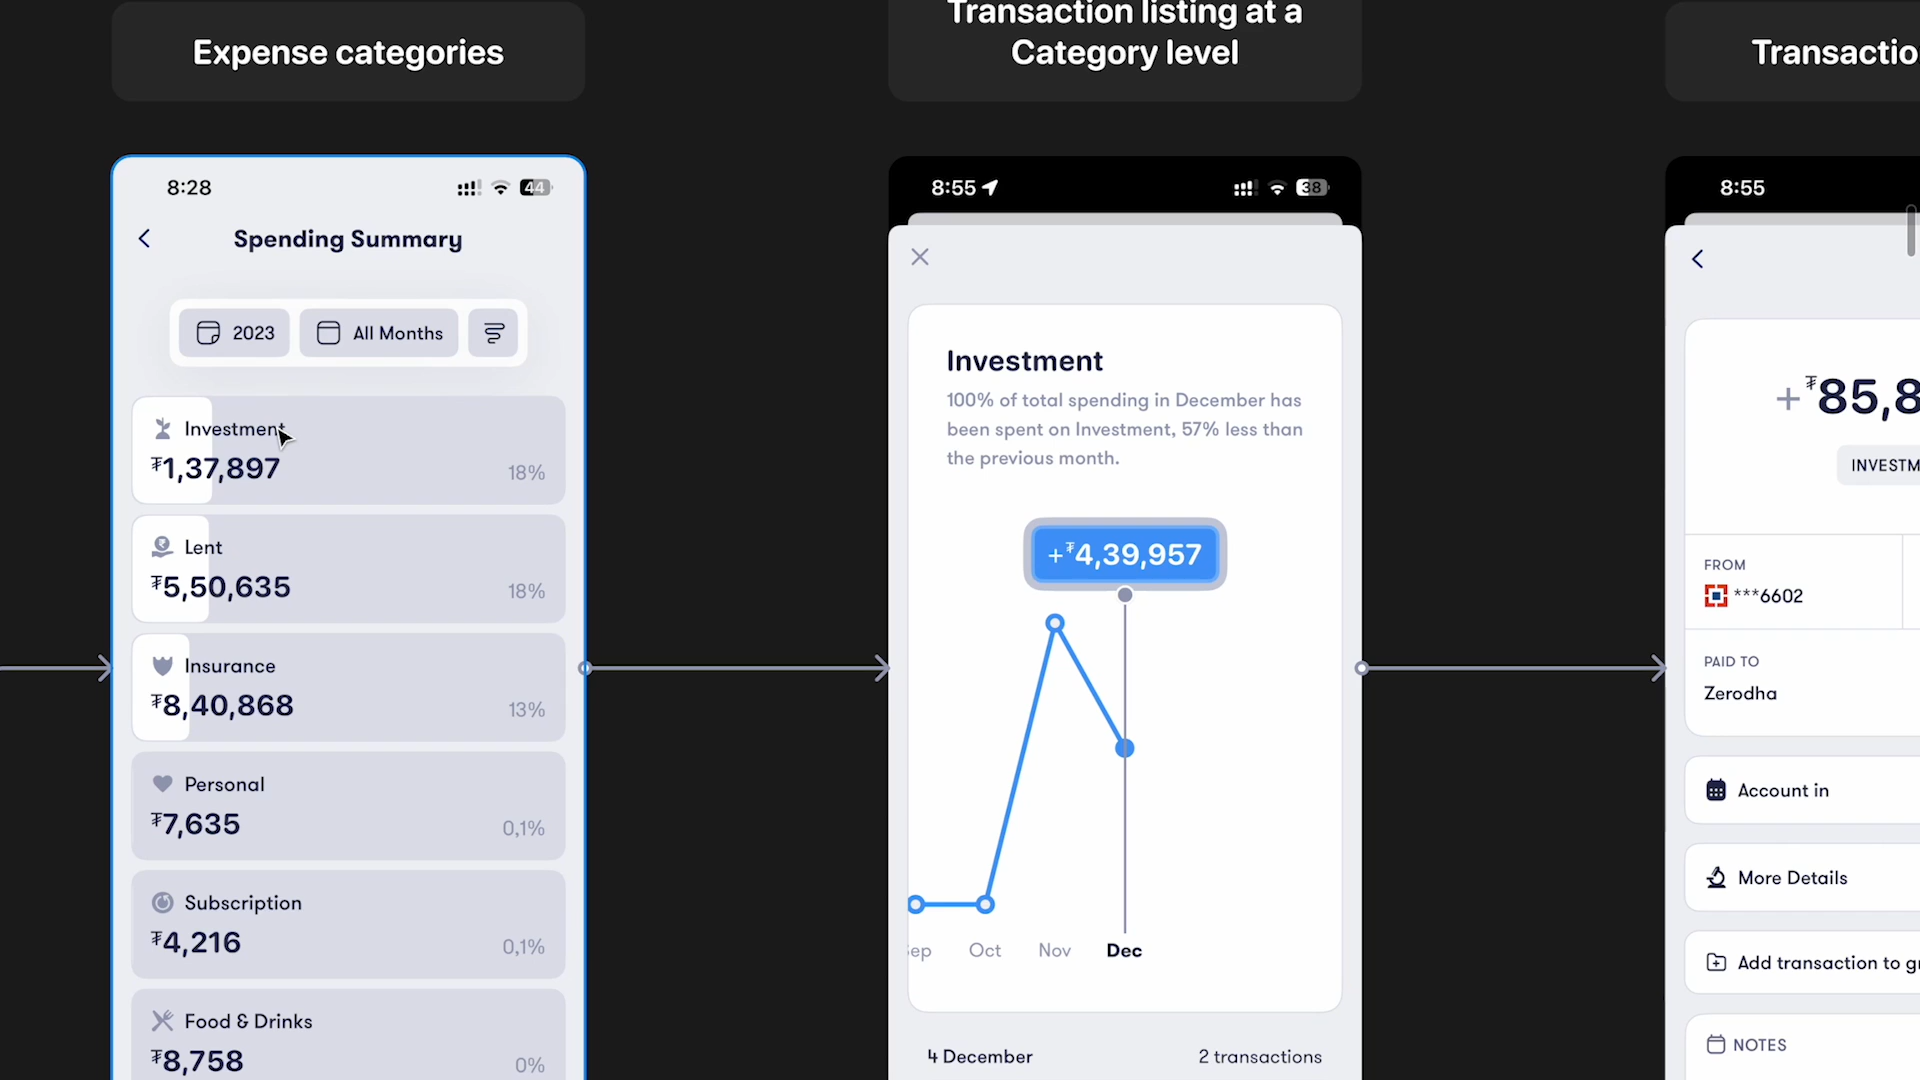 Expense categories
8:28
44
Spending Summary
2023
All Months
Investment
₮1,37,897
18%
Lent
₮5,50,635
18%
Insurance
₮8,40,868
13%
Personal
₮7,635
0,1%
Subscription
₮4,216
0,1%
Food & Drinks
₮8,758
0%
Transaction listing at a
Category level
8:55
38
Investment
100% of total spending in December has
been spent on Investment, 57% less than
the previous month.
+₮4,39,957
ep
Oct
Nov
Dec
4 December
2 transactions
Transactio
8:55
+₮85,8
INVESTM
FROM
***6602
PAID TO
Zerodha
Account in
More Details
Add transaction to g
NOTES